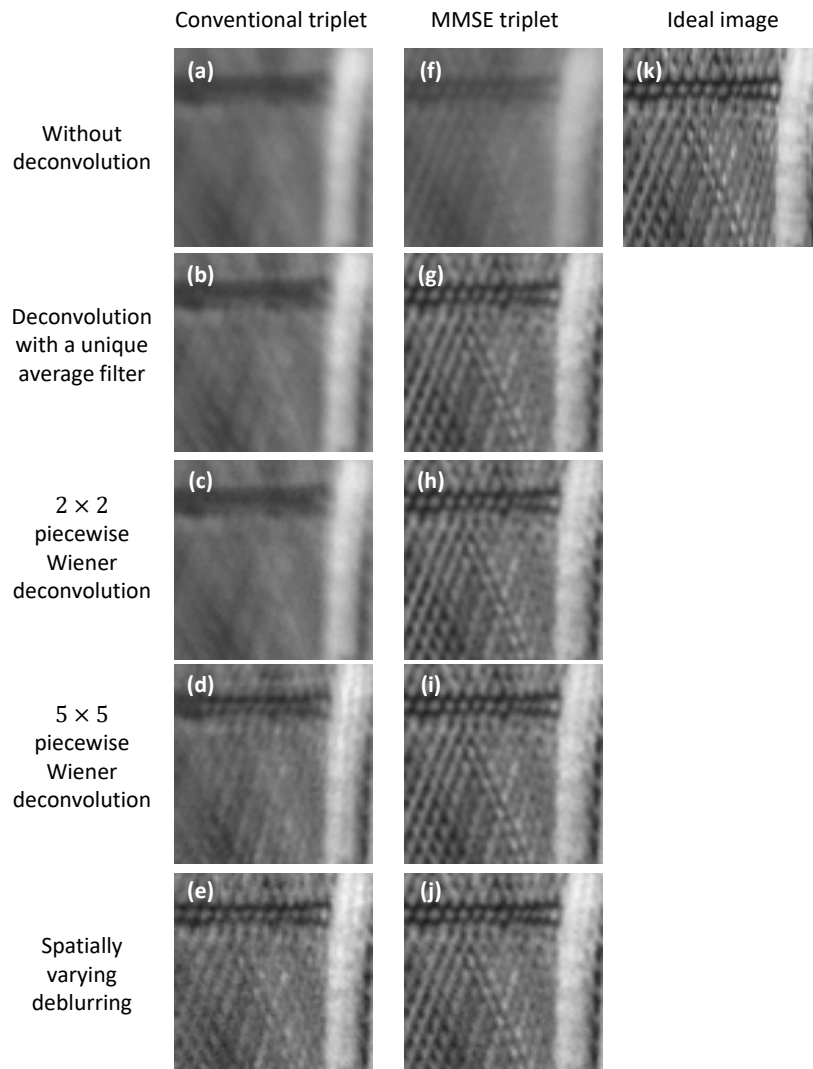 Conventional triplet
MMSE triplet
Ideal image
Without
deconvolution
(a)
(f)
(k)
Deconvolution
with a unique
average filter
(b)
(g)
2 × 2
piecewise
Wiener
deconvolution
(c)
(h)
5 × 5
piecewise
Wiener
deconvolution
(d)
(i)
Spatially
varying
deblurring
(e)
(j)